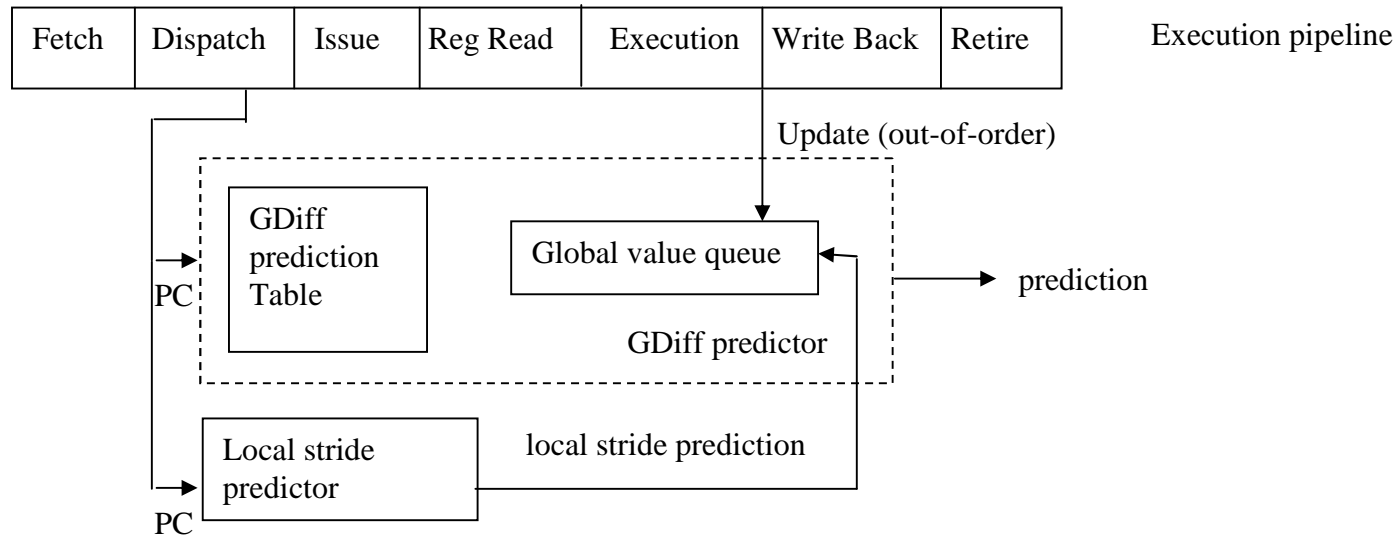 Fetch
Dispatch
Issue
Reg Read
Execution
Write Back
Retire
Execution pipeline
Update (out-of-order)
GDiff
prediction
Table
Global value queue
PC
prediction
GDiff predictor
Local stride
predictor
local stride prediction
PC